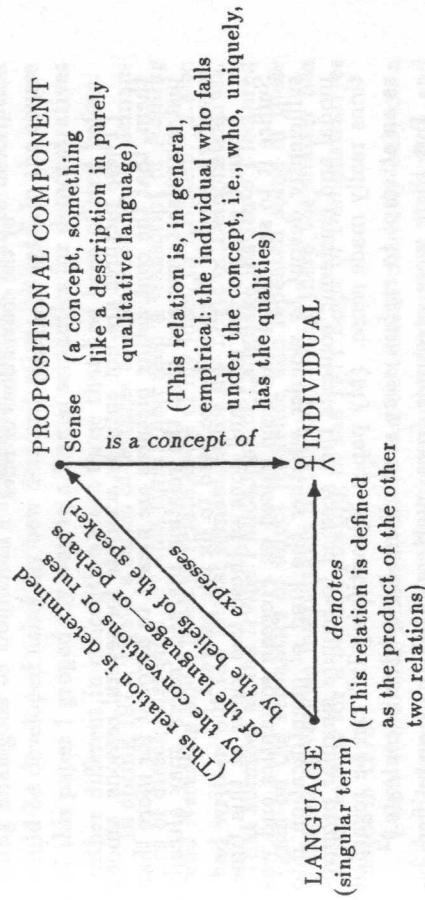 PROPOSITIONAL COMPONENT
Sense (a concept, something
like a description in purely
qualitative language)
is a concept of
(This relation is, in general,
empirical: the individual who falls
under the concept, i.e., who, uniquely,
has the qualities)
(This relation is determined
by the conventions or rules
of the language—or perhaps
by the beliefs of the speaker)
expresses
INDIVIDUAL
LANGUAGE
(singular term)
denotes
(This relation is defined
as the product of the other
two relations)